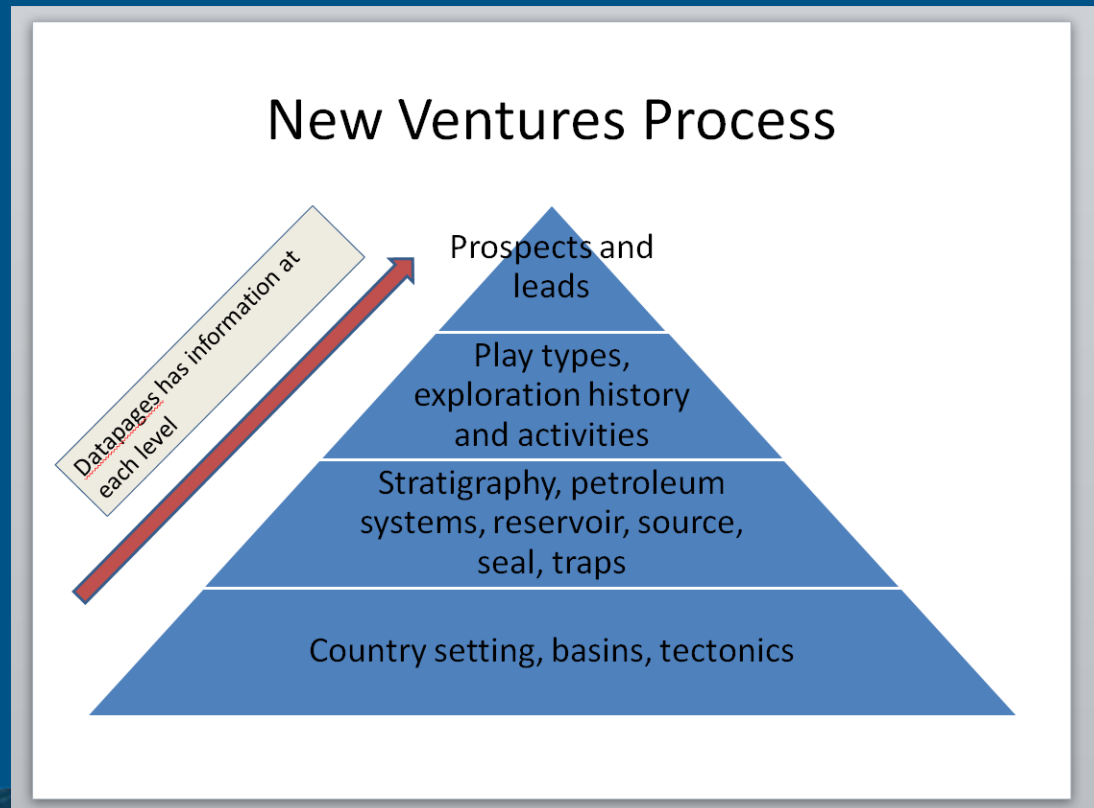 New Ventures Process
Datapages has information at
each level
Prospects and
leads
Play types,
exploration history
and activities
Stratigraphy, petroleum
systems, reservoir, source,
seal, traps
Country setting, basins, tectonics